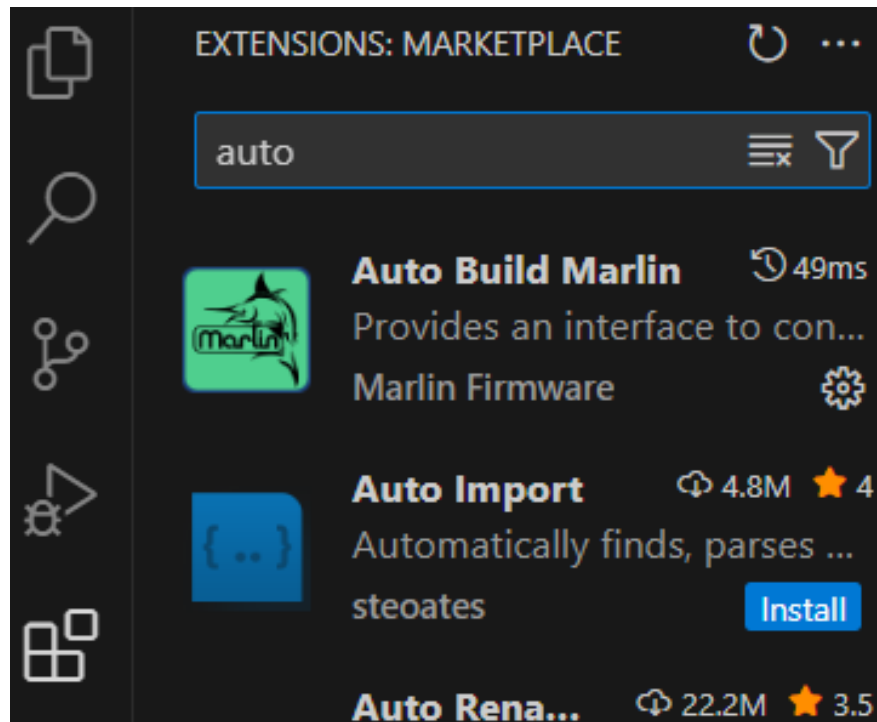 EXTENSIONS: MARKETPLACE
auto
Auto Build Marlin 49ms
Marlin
Provides an interface to con...
Marlin Firmware
Auto Import 4.8M 4
{ .. }
Automatically finds, parses ...
steoates Install
Auto Rena... 22.2M 3.5